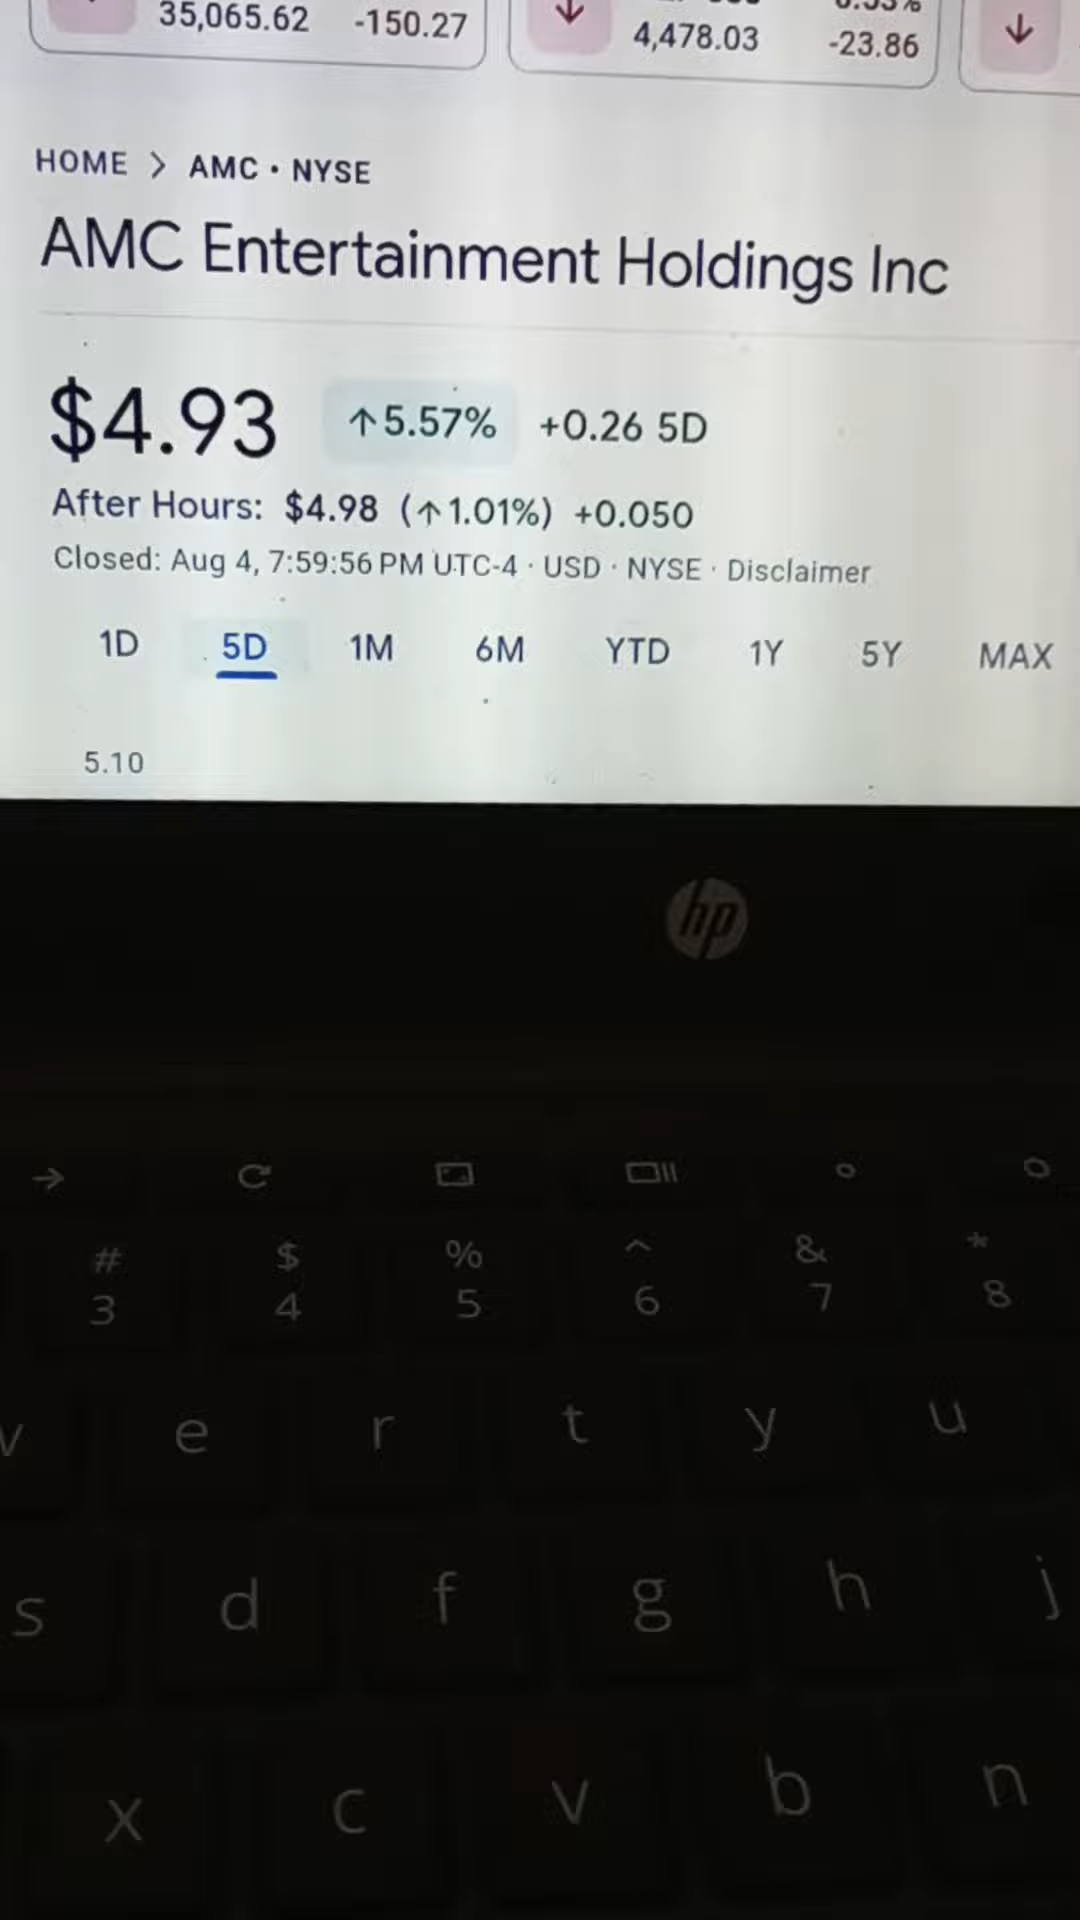 35,065.62 -150.27
4,478.03 -23.86
HOME > AMC • NYSE
AMC Entertainment Holdings Inc
$4.93 ↑5.57% +0.26 5D
After Hours: $4.98 (↑1.01%) +0.050
Closed: Aug 4, 7:59:56 PM UTC-4 · USD · NYSE · Disclaimer
1D 5D 1M 6M YTD 1Y 5Y MAX
5.10
hp
# $ % ^ & *
3 4 5 6 7 8
e r t y u
s d f g h j
x c v b n